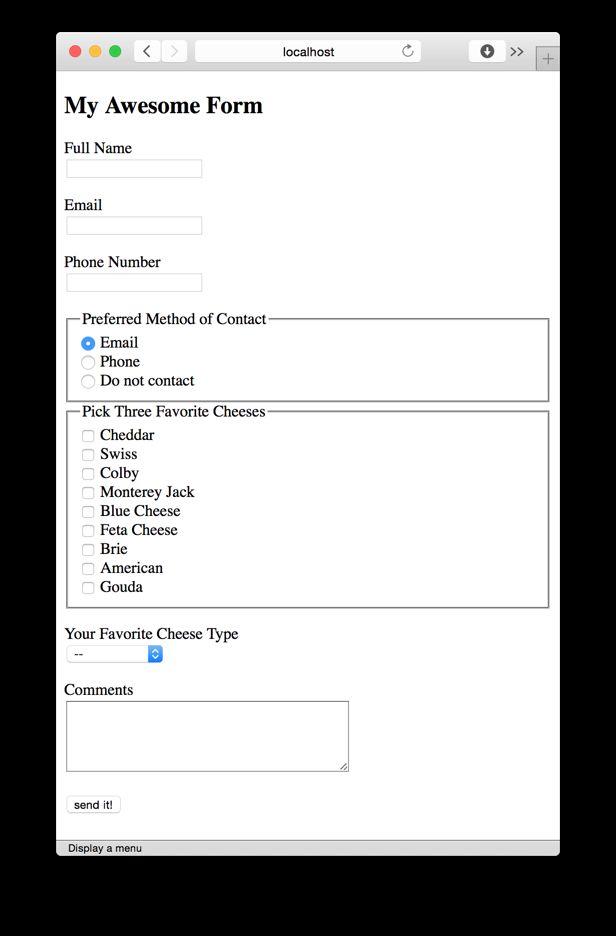 localhost
My Awesome Form
Full Name
Email
Phone Number
Preferred Method of Contact
Email
Phone
Do not contact
Pick Three Favorite Cheeses
Cheddar
Swiss
Colby
Monterey Jack
Blue Cheese
Feta Cheese
Brie
American
Gouda
Your Favorite Cheese Type
--
Comments
send it!
Display a menu